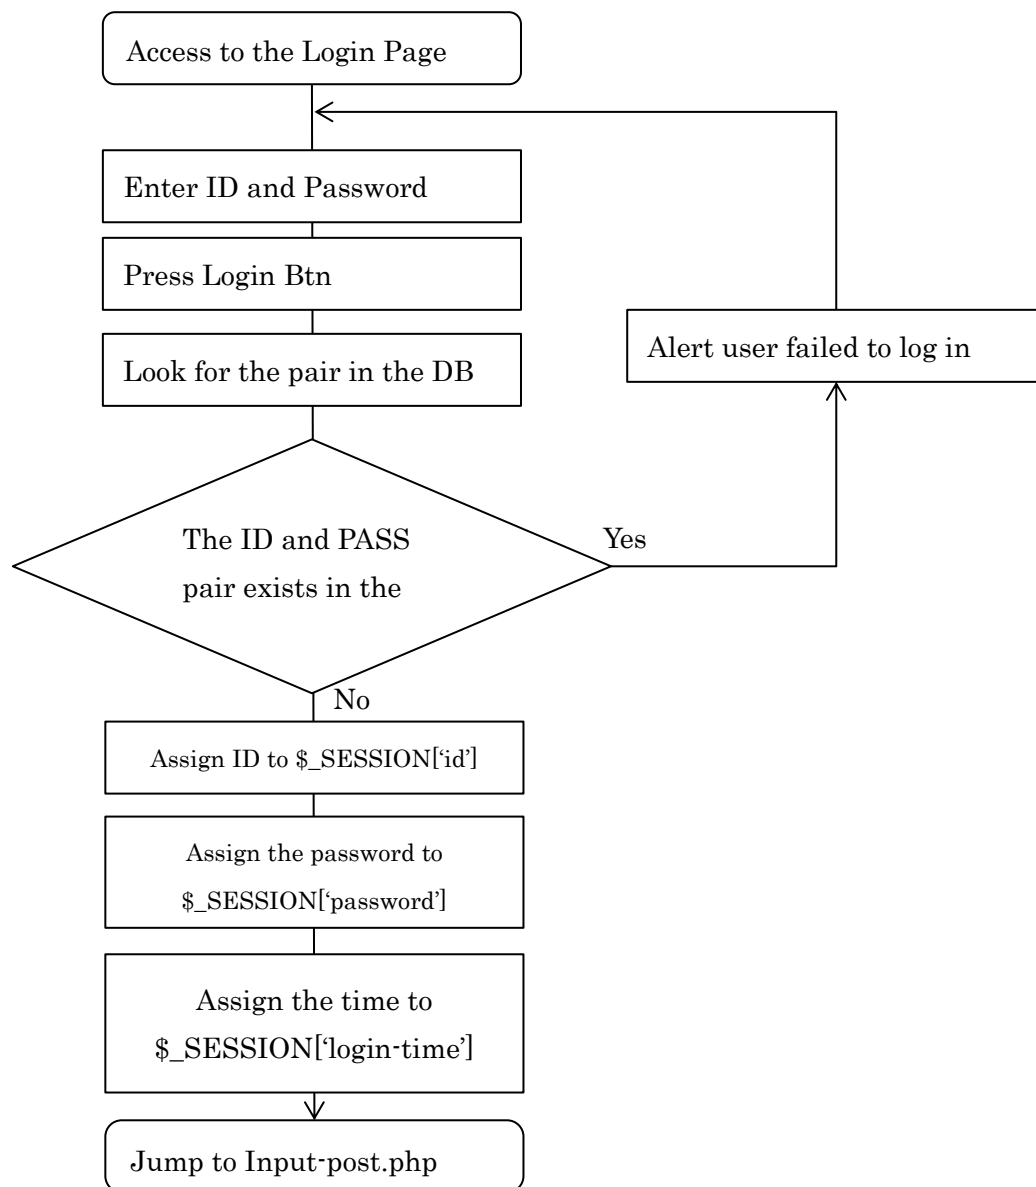 Access to the Login Page
Enter ID and Password
Press Login Btn
Look for the pair in the DB
Alert user failed to log in
The ID and PASS
pair exists in the
Yes
No
Assign ID to $_SESSION[‘id’]
Assign the password to
$_SESSION[‘password’]
Assign the time to
$_SESSION[‘login-time’]
Jump to Input-post.php